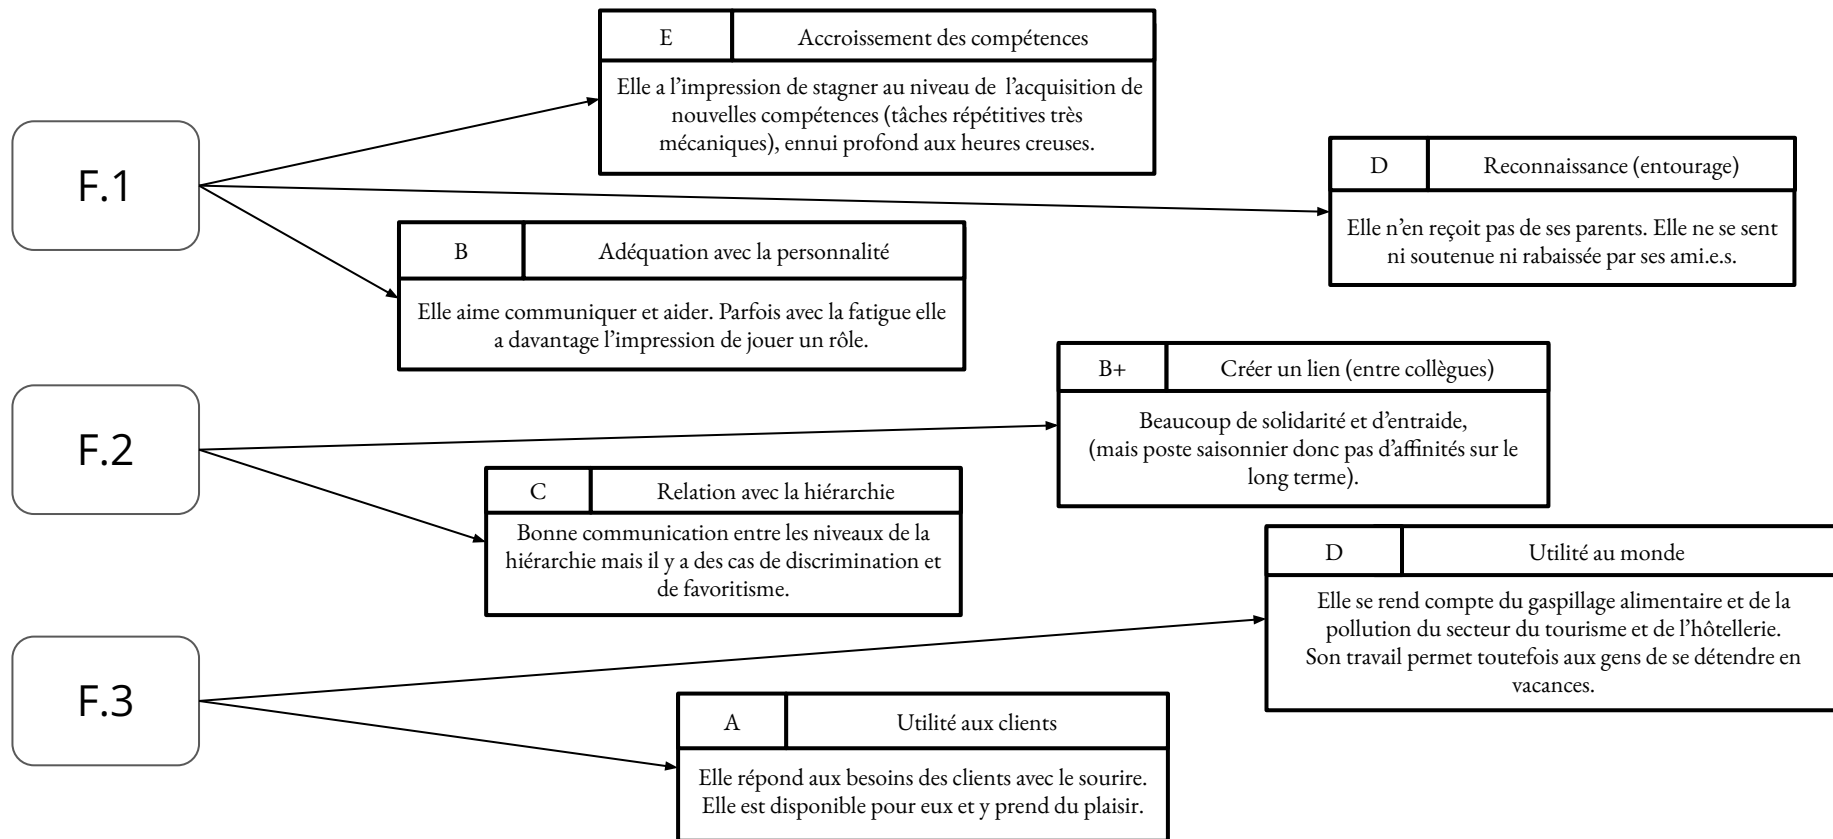 F.1
E
Accroissement des compétences
Elle a l'impression de stagner au niveau de l'acquisition de
nouvelles compétences (tâches répétitives très
mécaniques), ennui profond aux heures creuses.
D
Reconnaissance (entourage)
Elle n'en reçoit pas de ses parents. Elle ne se sent
ni soutenue ni rabaissée par ses ami.e.s.
B
Adéquation avec la personnalité
Elle aime communiquer et aider. Parfois avec la fatigue elle
a davantage l'impression de jouer un rôle.
F.2
B+
Créer un lien (entre collègues)
Beaucoup de solidarité et d'entraide,
(mais poste saisonnier donc pas d'affinités sur le
long terme).
C
Relation avec la hiérarchie
Bonne communication entre les niveaux de la
hiérarchie mais il y a des cas de discrimination et
de favoritisme.
F.3
D
Utilité au monde
Elle se rend compte du gaspillage alimentaire et de la
pollution du secteur du tourisme et de l'hôtellerie.
Son travail permet toutefois aux gens de se détendre en
vacances.
A
Utilité aux clients
Elle répond aux besoins des clients avec le sourire.
Elle est disponible pour eux et y prend du plaisir.